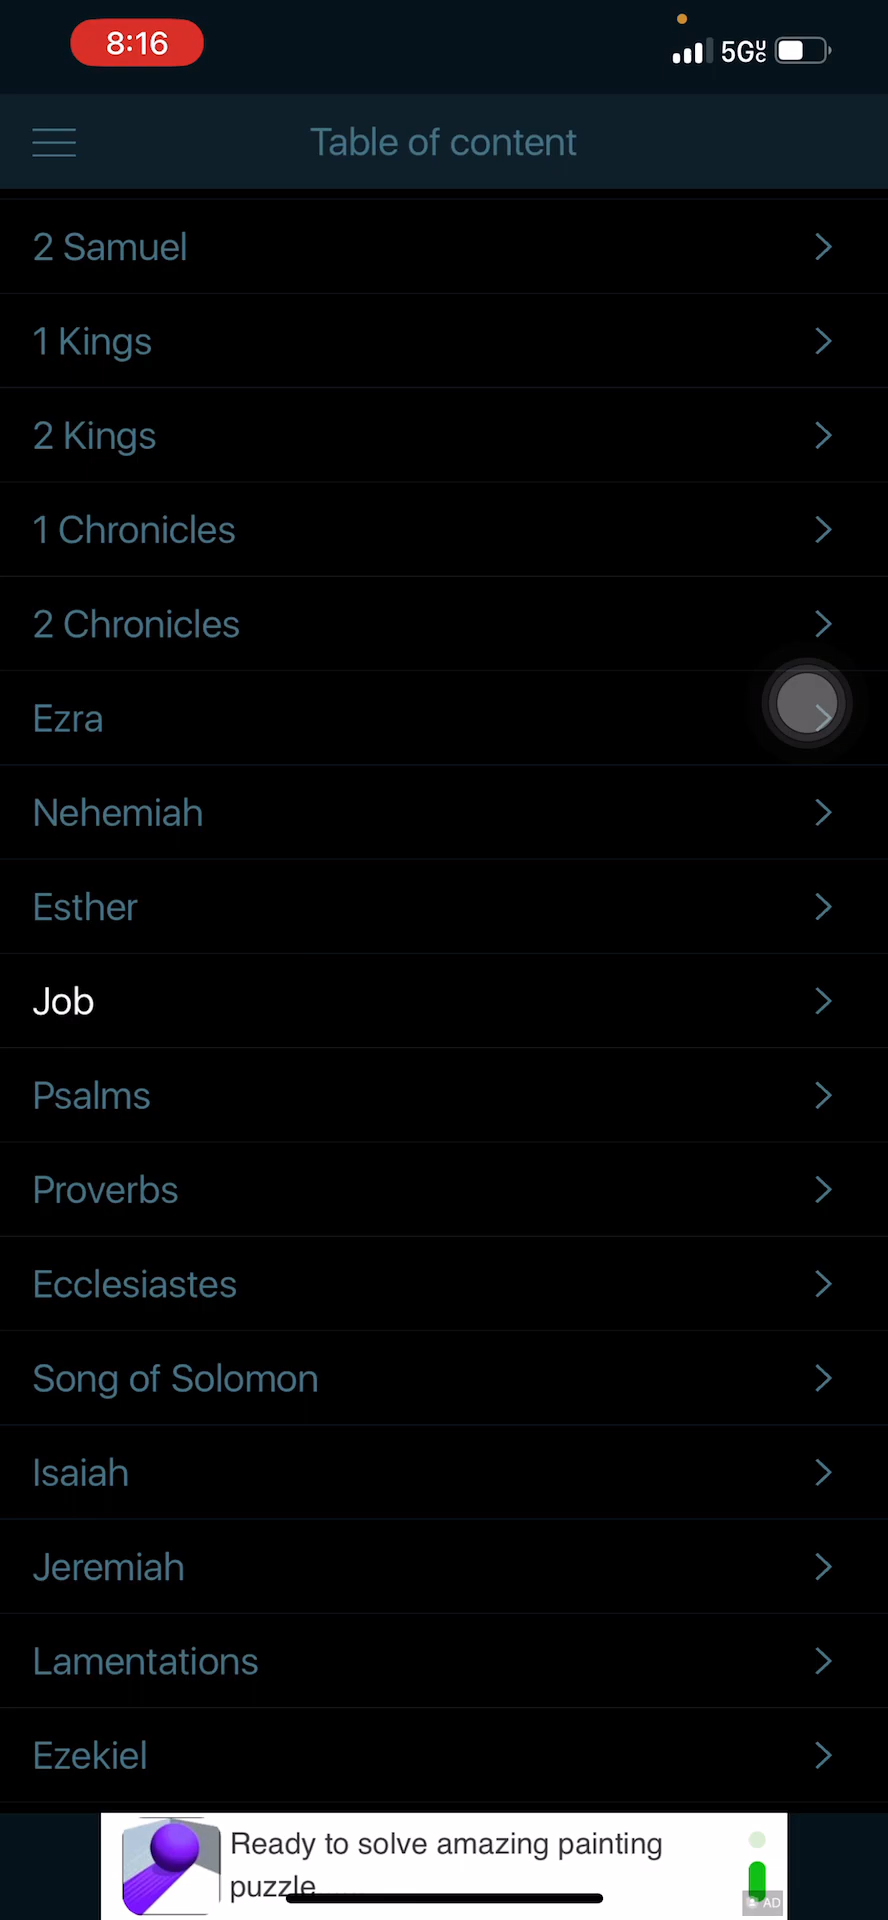 8:16
5GUC
Table of content
2 Samuel
1 Kings
2 Kings
1 Chronicles
2 Chronicles
Ezra
Nehemiah
Esther
Job
Psalms
Proverbs
Ecclesiastes
Song of Solomon
Isaiah
Jeremiah
Lamentations
Ezekiel
Ready to solve amazing painting
puzzle
AD